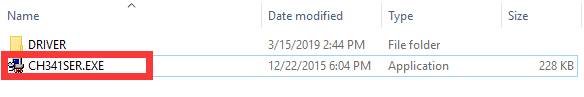 Name Date modified Type Size
DRIVER 3/15/2019 2:44 PM File folder
CH341SER.EXE 12/22/2015 6:04 PM Application 228 KB